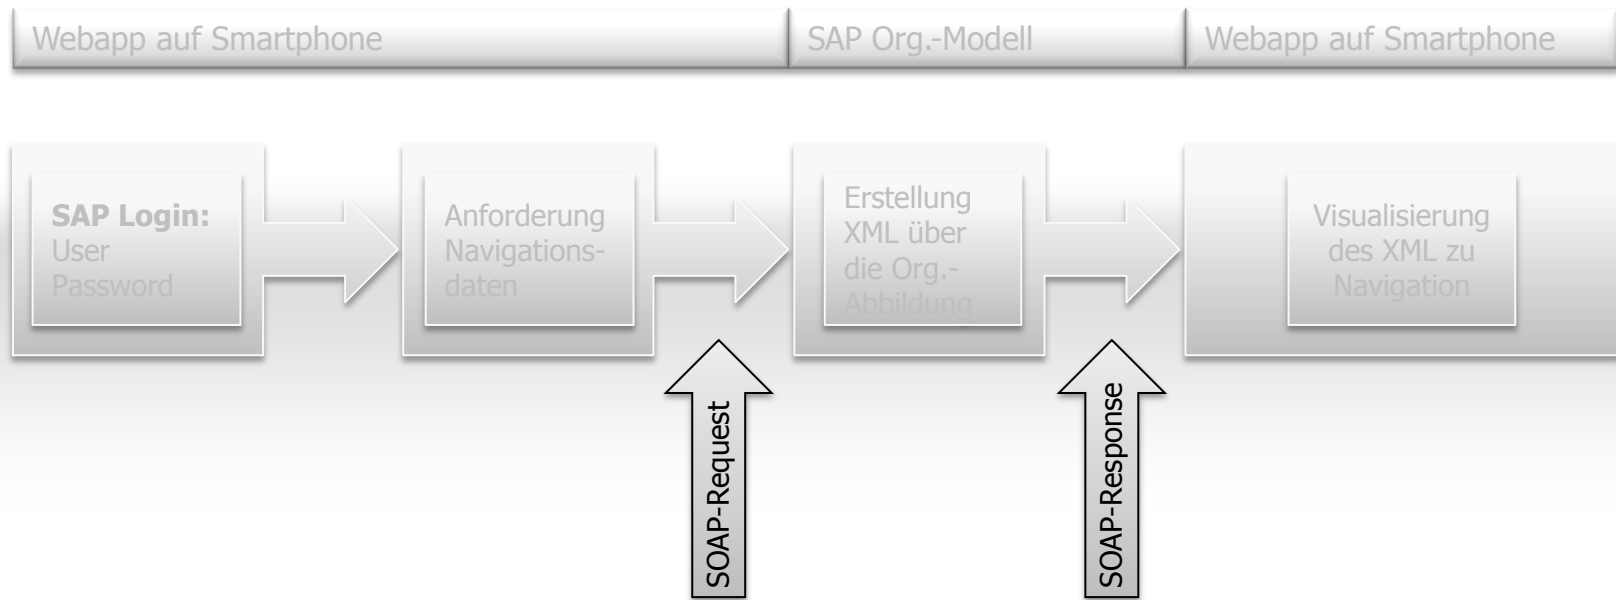 Webapp auf Smartphone
SAP Org.-Modell
Webapp auf Smartphone
SAP Login:
User
Password
Anforderung
Navigations-
daten
Erstellung
XML über
die Org.-
Abbildung
Visualisierung
des XML zu
Navigation
SOAP-Request
SOAP-Response